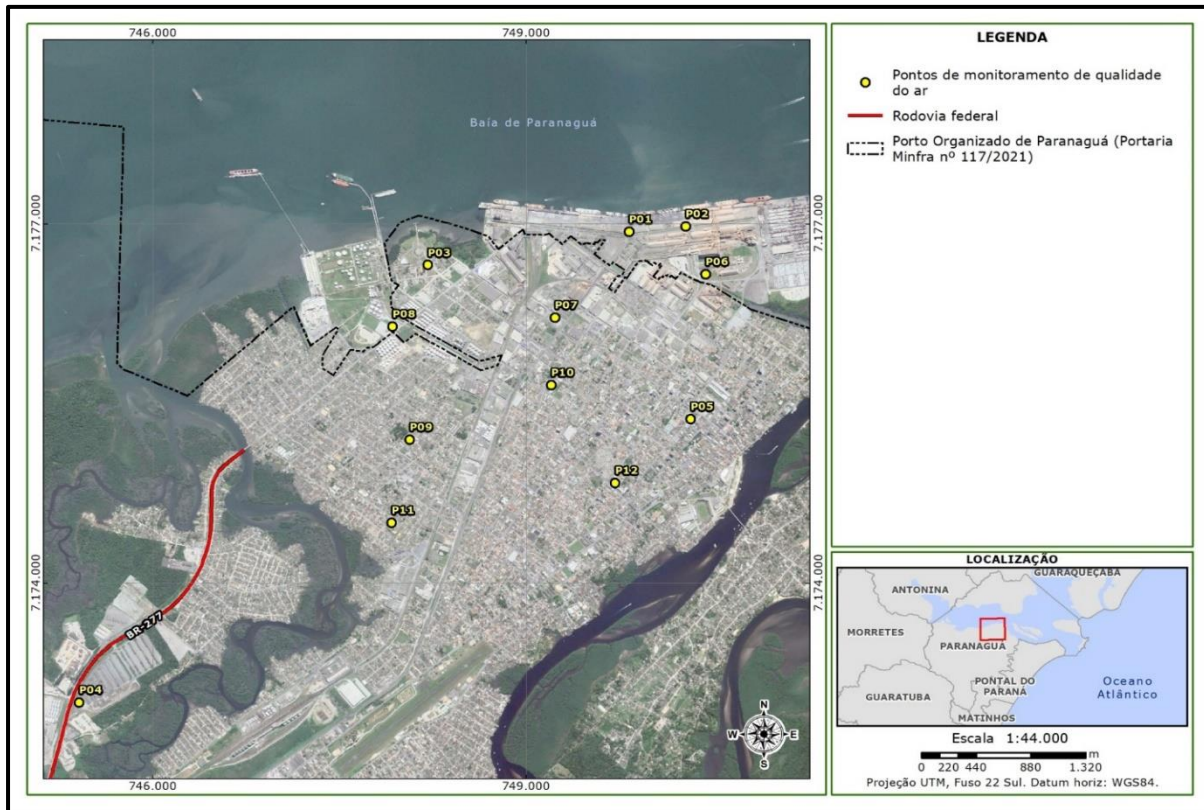 746.000
749.000
7.177.000
7.177.000
7.174.000
7.174.000
Baía de Paranaguá
P01
P02
P03
P06
P07
P08
P10
P05
P09
P12
P11
BR-277
P04
N
W E
S
LEGENDA
Pontos de monitoramento de qualidade
do ar
Rodovia federal
Porto Organizado de Paranaguá (Portaria
Minfra nº 117/2021)
LOCALIZAÇÃO
GUARAQUEÇABA
ANTONINA
MORRETES
PARANAGUÁ
PONTAL DO
PARANÁ
GUARATUBA
MATINHOS
Oceano
Atlântico
Escala 1:44.000
0 220 440 880 1.320 m
Projeção UTM, Fuso 22 Sul. Datum horiz: WGS84.
746.000
749.000